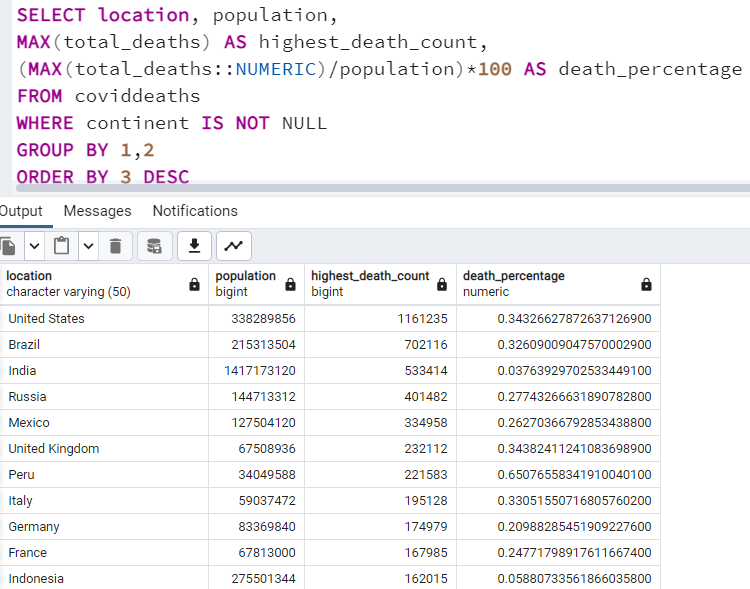 SELECT location, population,
MAX(total_deaths) AS highest_death_count,
(MAX(total_deaths::NUMERIC)/population)*100 AS death_percentage
FROM coviddeaths
WHERE continent IS NOT NULL
GROUP BY 1,2
ORDER BY 3 DESC
Output Messages Notifications
location population highest_death_count death_percentage
character varying (50) bigint bigint numeric
United States 338289856 1161235 0.34326627872637126900
Brazil 215313504 702116 0.32609009047570002900
India 1417173120 533414 0.03763929702533449100
Russia 144713312 401482 0.27743266631890782800
Mexico 127504120 334958 0.26270366792853438800
United Kingdom 67508936 232112 0.34382411241083698900
Peru 34049588 221583 0.65076558341910040100
Italy 59037472 195128 0.33051550716805760200
Germany 83369840 174979 0.20988285451909227600
France 67813000 167985 0.24771798917611667400
Indonesia 275501344 162015 0.05880733561866035800